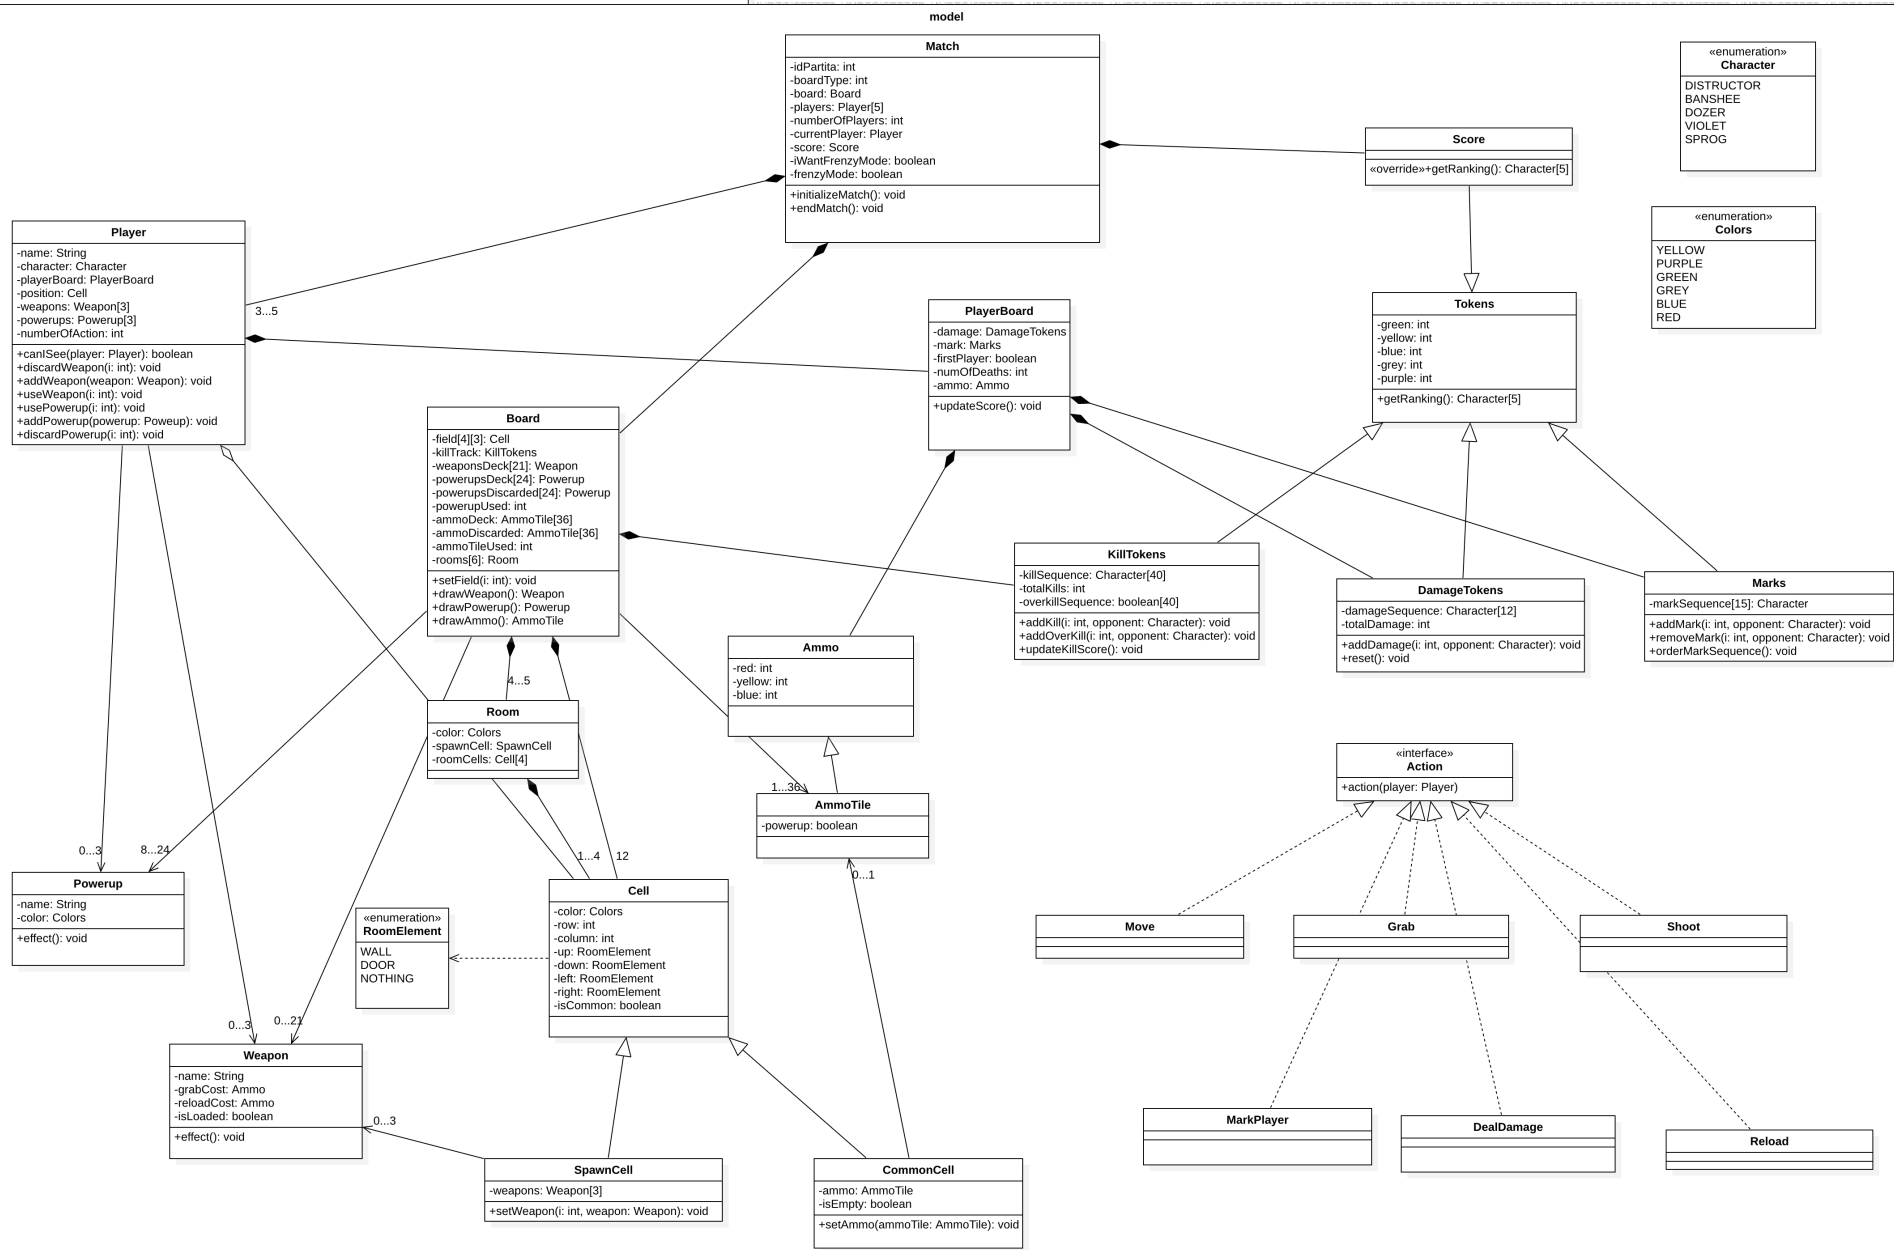 model
Match
-idPartita: int
-boardType: int
-board: Board
-players: Player[5]
-numberOfPlayers: int
-currentPlayer: Player
-score: Score
-iWantFrenzyMode: boolean
-frenzyMode: boolean
+initializeMatch(): void
+endMatch(): void
«enumeration»
Character
DISTRUCTOR
BANSHEE
DOZER
VIOLET
SPROG
Score
«override»+getRanking(): Character[5]
«enumeration»
Colors
YELLOW
PURPLE
GREEN
GREY
BLUE
RED
Player
-name: String
-character: Character
-playerBoard: PlayerBoard
-position: Cell
-weapons: Weapon[3]
-powerups: Powerup[3]
-numberOfAction: int
+canISee(player: Player): boolean
+discardWeapon(i: int): void
+addWeapon(weapon: Weapon): void
+useWeapon(i: int): void
+usePowerup(i: int): void
+addPowerup(powerup: Poweup): void
+discardPowerup(i: int): void
3...5
PlayerBoard
-damage: DamageTokens
-mark: Marks
-firstPlayer: boolean
-numOfDeaths: int
-ammo: Ammo
+updateScore(): void
Tokens
-green: int
-yellow: int
-blue: int
-grey: int
-purple: int
+getRanking(): Character[5]
Board
-field[4][3]: Cell
-killTrack: KillTokens
-weaponsDeck[21]: Weapon
-powerupsDeck[24]: Powerup
-powerupsDiscarded[24]: Powerup
-powerupUsed: int
-ammoDeck: AmmoTile[36]
-ammoDiscarded: AmmoTile[36]
-ammoTileUsed: int
-rooms[6]: Room
+setField(i: int): void
+drawWeapon(): Weapon
+drawPowerup(): Powerup
+drawAmmo(): AmmoTile
KillTokens
-killSequence: Character[40]
-totalKills: int
-overkillSequence: boolean[40]
+addKill(i: int, opponent: Character): void
+addOverKill(i: int, opponent: Character): void
+updateKillScore(): void
DamageTokens
-damageSequence: Character[12]
-totalDamage: int
+addDamage(i: int, opponent: Character): void
+reset(): void
Marks
-markSequence[15]: Character
+addMark(i: int, opponent: Character): void
+removeMark(i: int, opponent: Character): void
+orderMarkSequence(): void
Ammo
-red: int
-yellow: int
-blue: int
4...5
Room
-color: Colors
-spawnCell: SpawnCell
-roomCells: Cell[4]
1...36
AmmoTile
-powerup: boolean
«interface»
Action
+action(player: Player)
0...3
8...24
1...4
12
0...1
Powerup
-name: String
-color: Colors
+effect(): void
«enumeration»
RoomElement
WALL
DOOR
NOTHING
Cell
-color: Colors
-row: int
-column: int
-up: RoomElement
-down: RoomElement
-left: RoomElement
-right: RoomElement
-isCommon: boolean
Move
Grab
Shoot
0...3
0...21
Weapon
-name: String
-grabCost: Ammo
-reloadCost: Ammo
-isLoaded: boolean
+effect(): void
0...3
SpawnCell
-weapons: Weapon[3]
+setWeapon(i: int, weapon: Weapon): void
CommonCell
-ammo: AmmoTile
-isEmpty: boolean
+setAmmo(ammoTile: AmmoTile): void
MarkPlayer
DealDamage
Reload